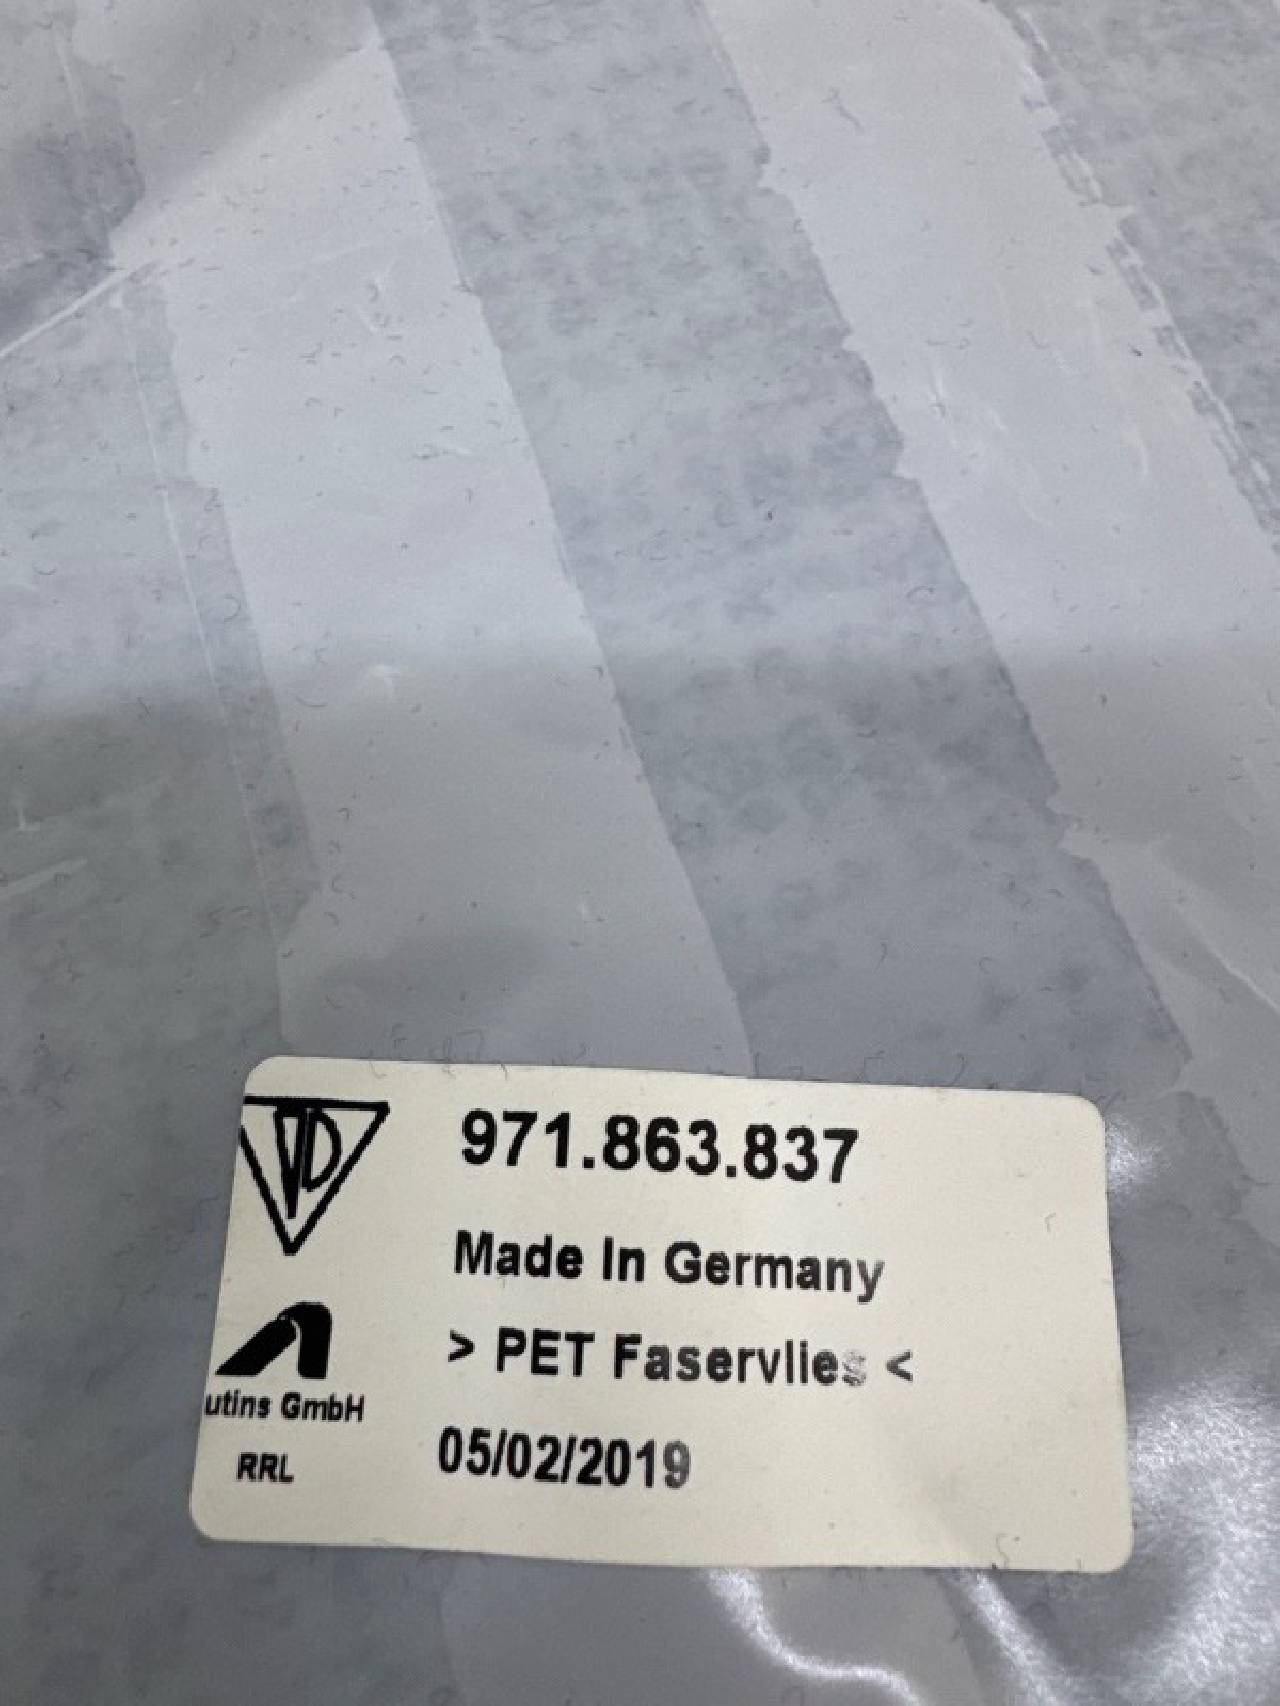 971.863.837
Made In Germany
> PET Faservlies <
05/02/2019
utins GmbH
RRL